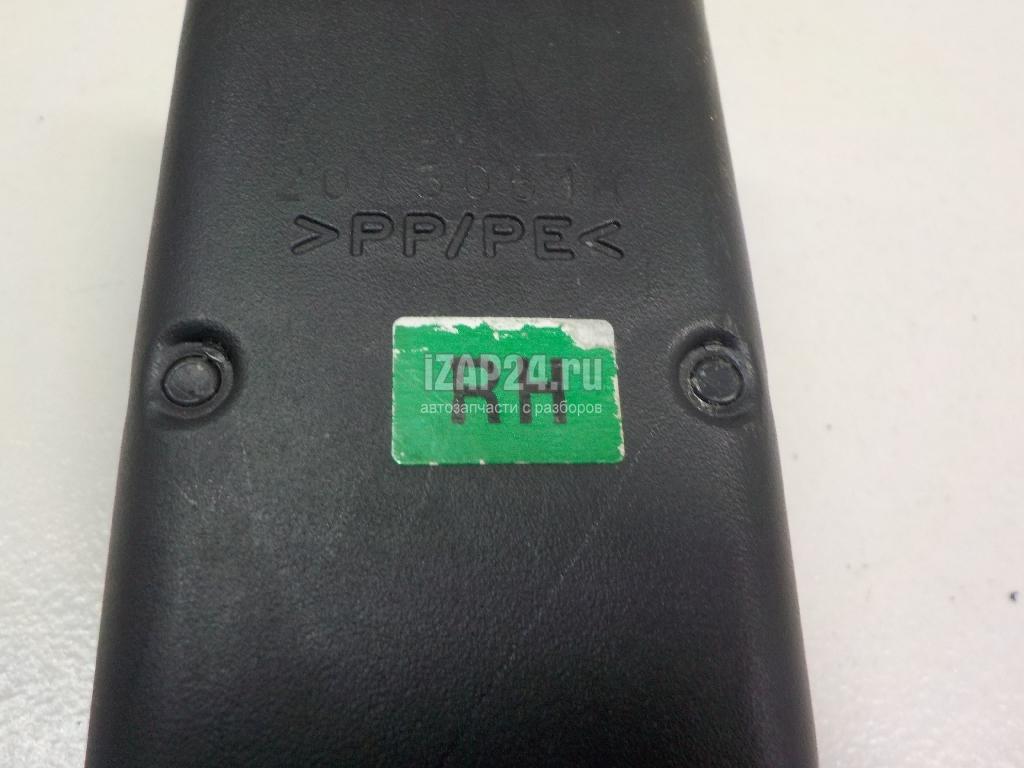 >PP/PE<
RH
iZAP24.ru
автозапчасти с разборов